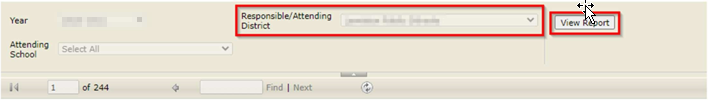 Year
Responsible/Attending
District
View Report
Attending
School
Select All
1 of 244
Find | Next